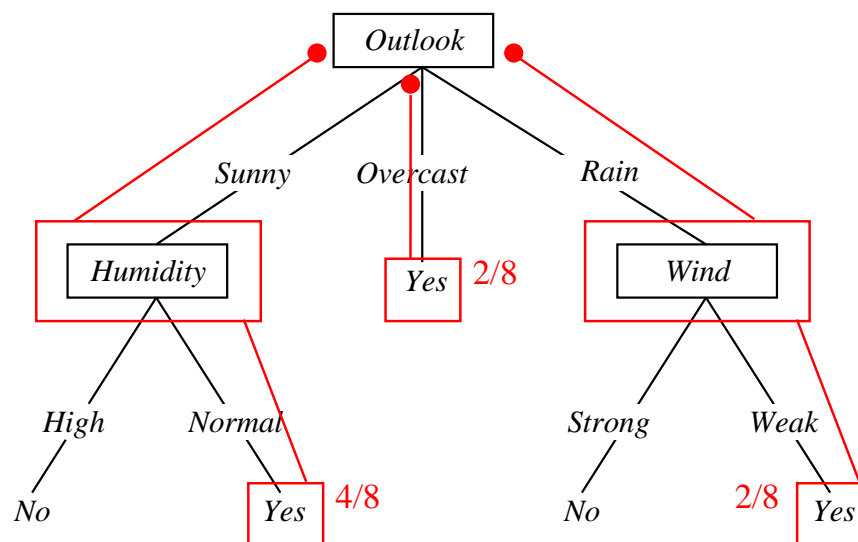 Outlook
Sunny Overcast Rain
Humidity Yes 2/8 Wind
High Normal Strong Weak
No Yes 4/8 No 2/8 Yes